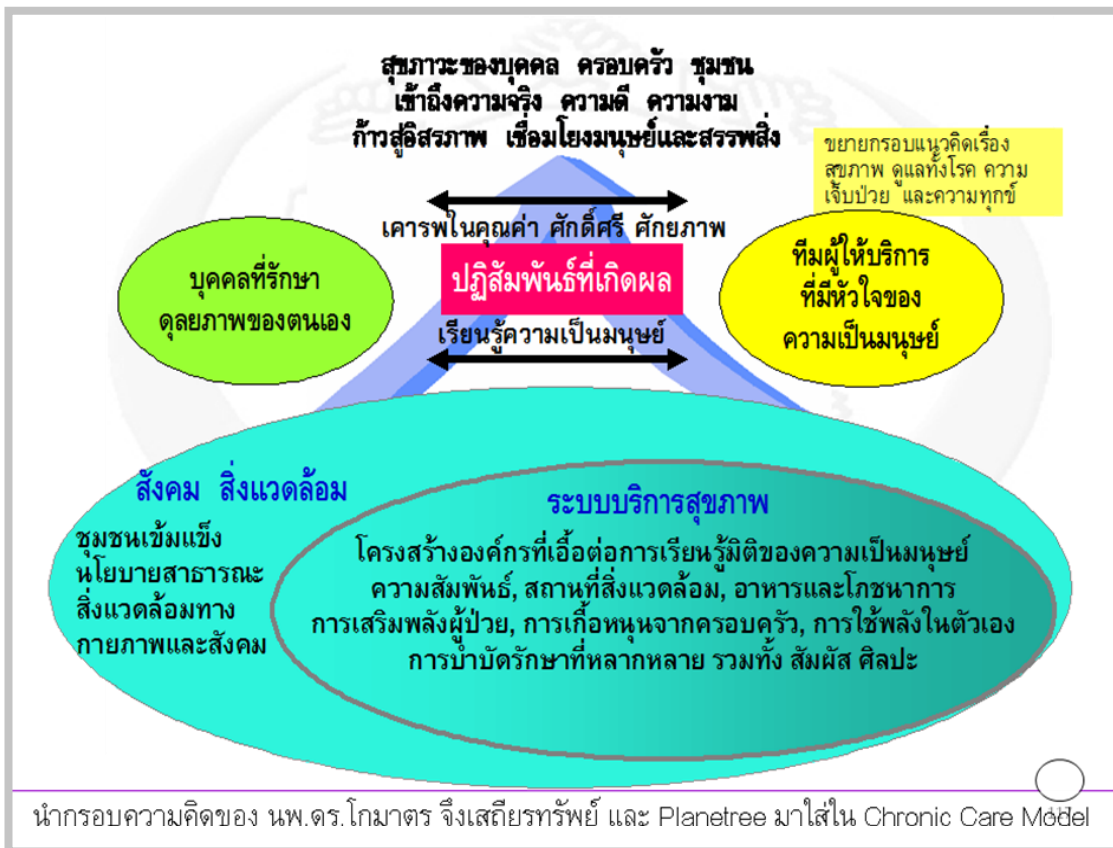 สุขภาวะของบุคคล ครอบครัว ชุมชน
เข้าถึงความจริง ความดี ความงาม
ก้าวสู่อิสรภาพ เชื่อมโยงมนุษย์และสรรพสิ่ง
ขยายกรอบแนวคิดเรื่อง
สุขภาพ ดูแลทั้งโรค ความ
เจ็บป่วย และความทุกข์
เคารพในคุณค่า ศักดิ์ศรี ศักยภาพ
บุคคลที่รักษา
ดุลยภาพของตนเอง
ปฏิสัมพันธ์ที่เกิดผล
ทีมผู้ให้บริการ
ที่มีหัวใจของ
ความเป็นมนุษย์
เรียนรู้ความเป็นมนุษย์
สังคม สิ่งแวดล้อม
ชุมชนเข้มแข็ง
นโยบายสาธารณะ
สิ่งแวดล้อมทาง
กายภาพและสังคม
ระบบบริการสุขภาพ
โครงสร้างองค์กรที่เอื้อต่อการเรียนรู้มิติของความเป็นมนุษย์
ความสัมพันธ์, สถานที่สิ่งแวดล้อม, อาหารและโภชนาการ
การเสริมพลังผู้ป่วย, การเกื้อหนุนจากครอบครัว, การใช้พลังในตัวเอง
การบำบัดรักษาที่หลากหลาย รวมทั้ง สัมผัส ศิลปะ
นำกรอบความคิดของ นพ.ดร.โกมาตร จึงเสถียรทรัพย์ และ Planetree มาใส่ใน Chronic Care Model